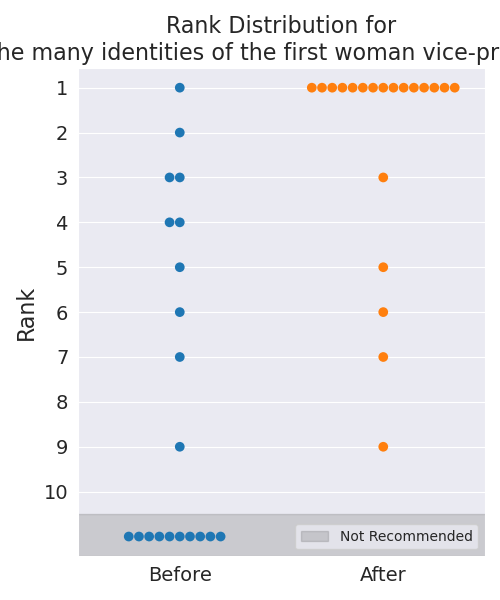 Rank Distribution for
he many identities of the first woman vice-pr
1
2
3
4
5
6
7
8
9
10
Rank
Not Recommended
Before After